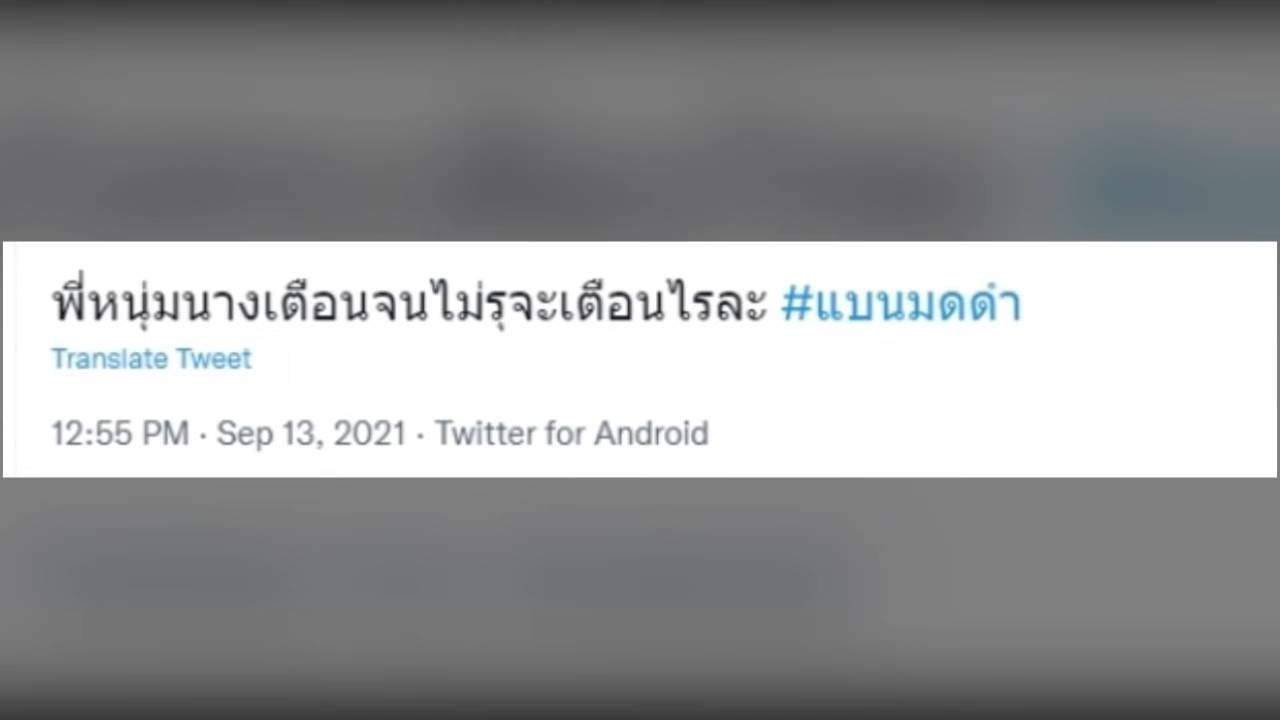 พี่หนุ่มนางเตือนจนไม่รุจะเตือนไรละ #แบนมดดำ
Translate Tweet
12:55 PM · Sep 13, 2021 · Twitter for Android